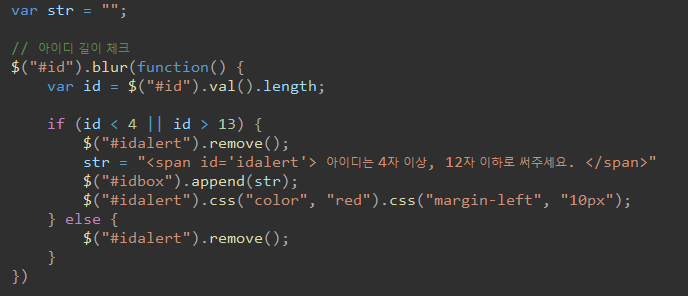 var str = "";
// 아이디 길이 체크
$("#id").blur(function() {
var id = $("#id").val().length;
if (id < 4 || id > 13) {
$("#idalert").remove();
str = "<span id='idalert'> 아이디는 4자 이상, 12자 이하로 써주세요. </span>"
$("#idbox").append(str);
$("#idalert").css("color", "red").css("margin-left", "10px");
} else {
$("#idalert").remove();
}
})